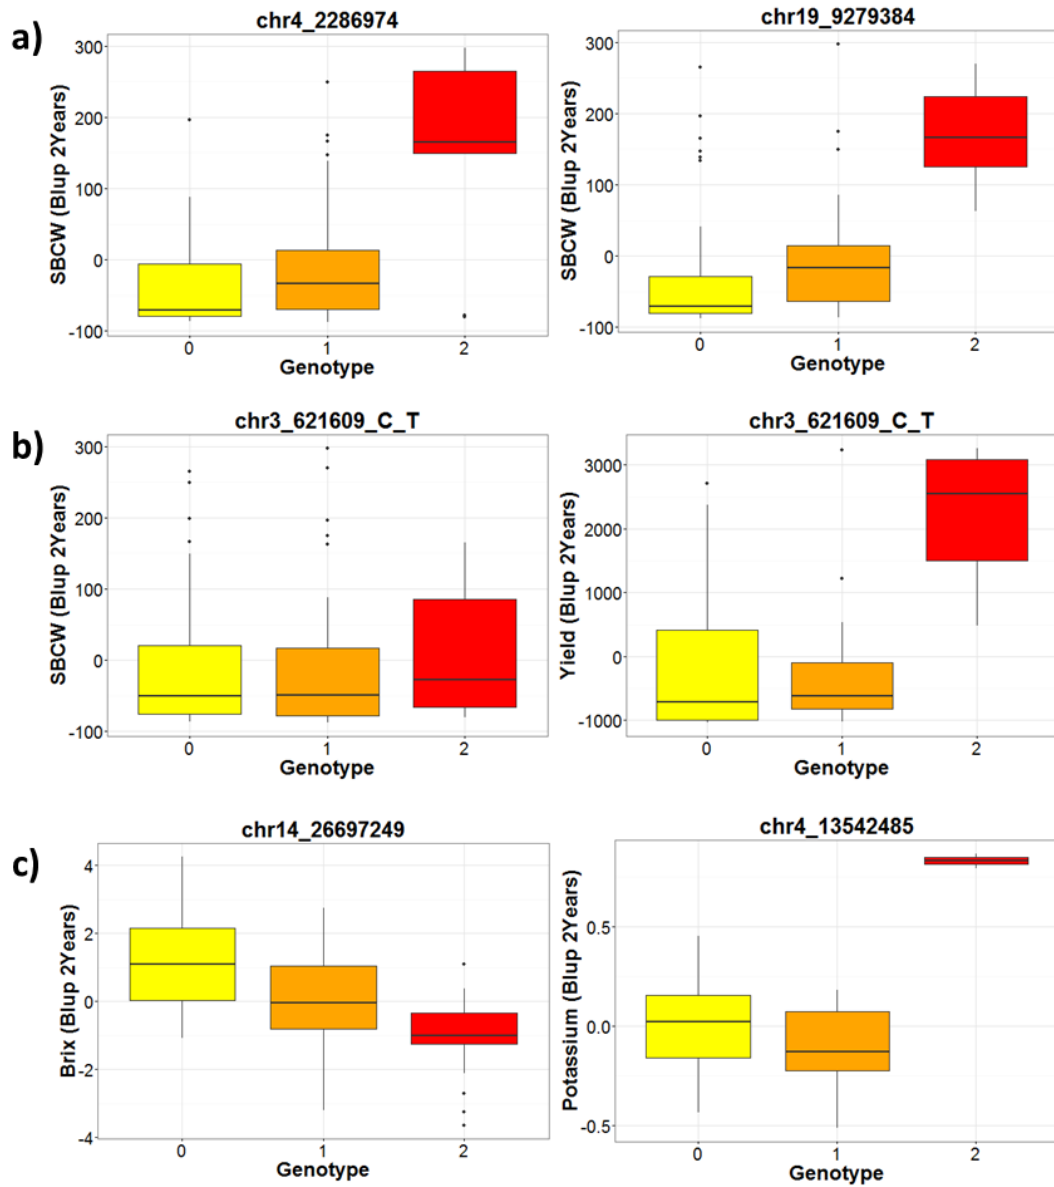 a)
chr4_2286974
SBCW (Blup 2Years)
300
200
100
0
-100
0 1 2
Genotype
chr19_9279384
SBCW (Blup 2Years)
300
200
100
0
-100
0 1 2
Genotype
b)
chr3_621609_C_T
SBCW (Blup 2Years)
300
200
100
0
-100
0 1 2
Genotype
chr3_621609_C_T
Yield (Blup 2Years)
3000
2000
1000
0
-1000
0 1 2
Genotype
c)
chr14_26697249
Brix (Blup 2Years)
4
2
0
-2
-4
0 1 2
Genotype
chr4_13542485
Potassium (Blup 2Years)
0.5
0.0
-0.5
0 1 2
Genotype